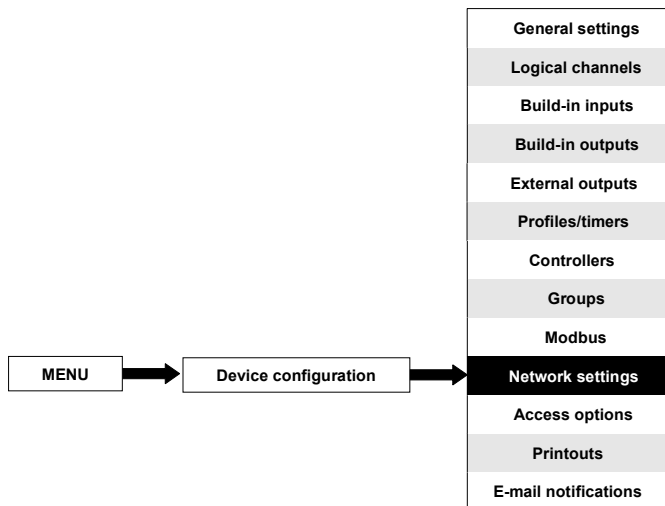 General settings
Logical channels
Build-in inputs
Build-in outputs
External outputs
Profiles/timers
Controllers
Groups
Modbus
MENU
Device configuration
Network settings
Access options
Printouts
E-mail notifications